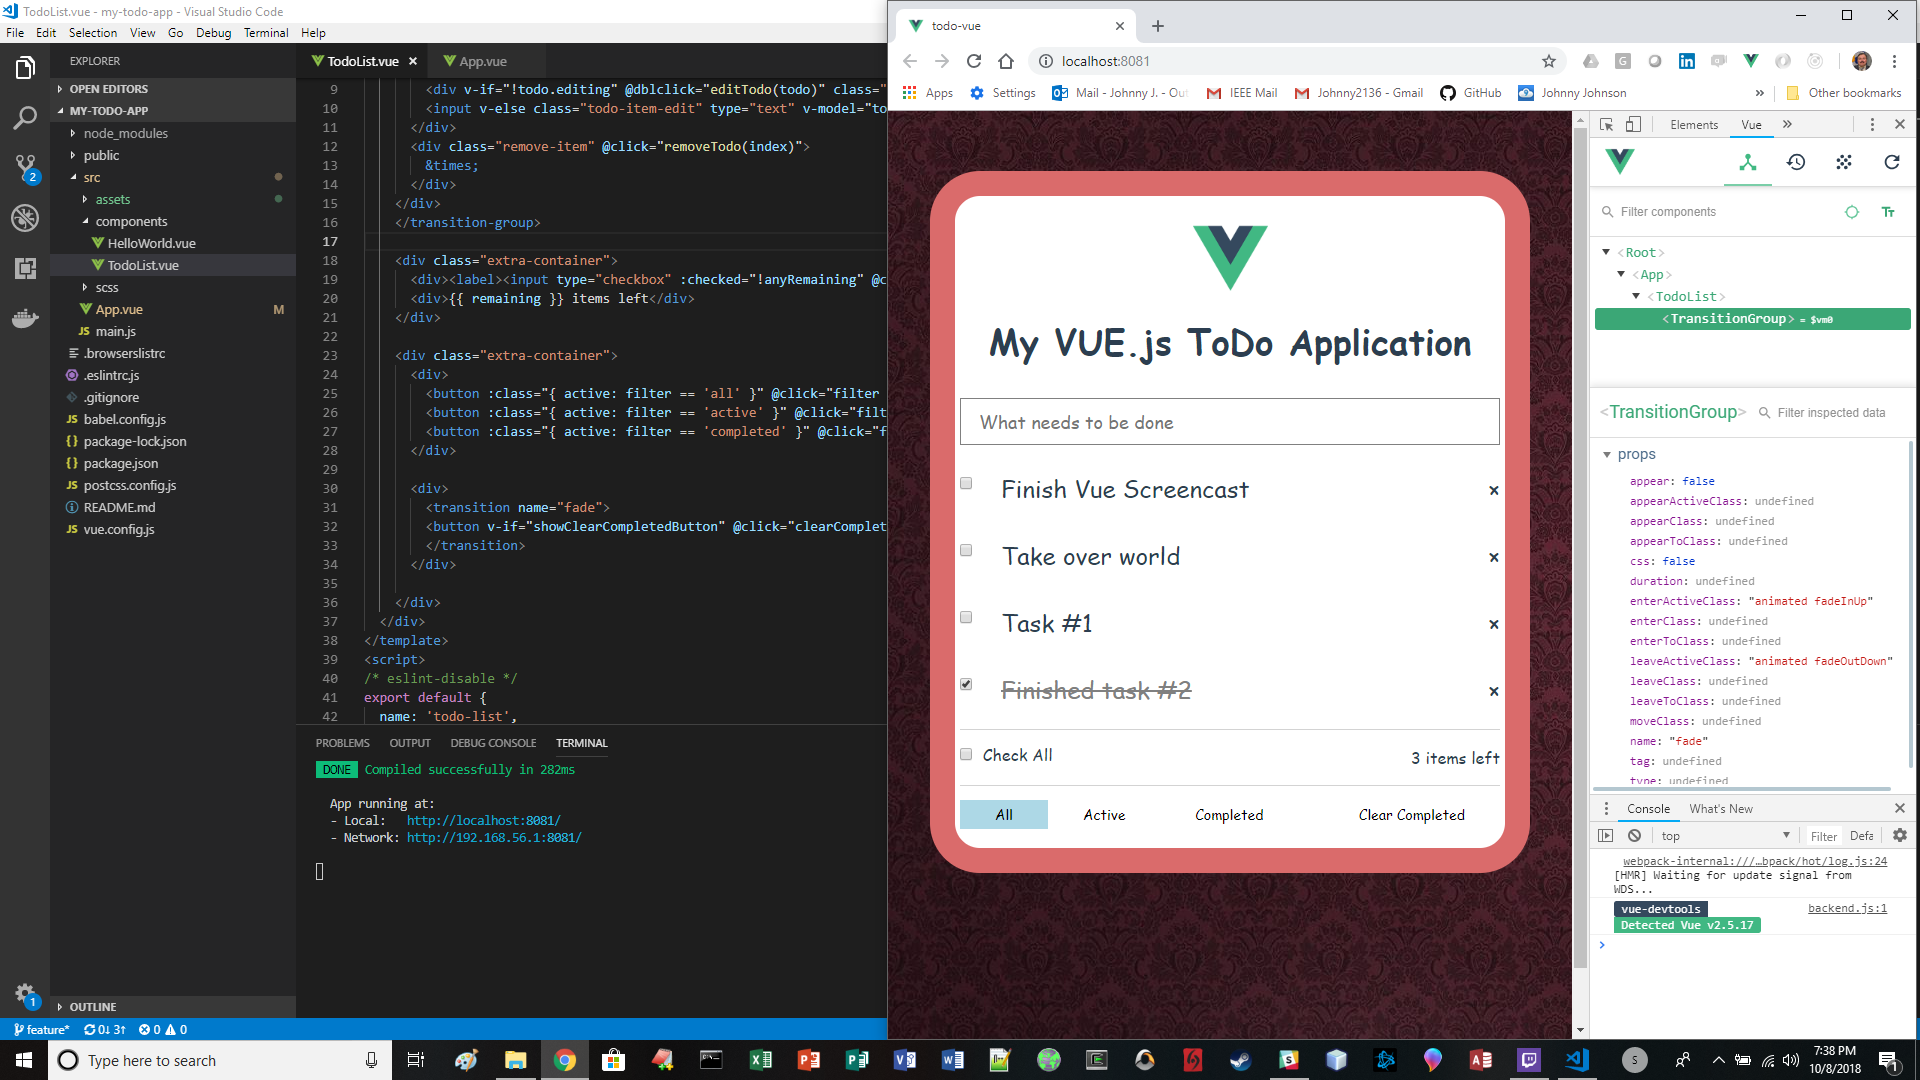 TodoList.vue - my-todo-app - Visual Studio Code
File Edit Selection View Go Debug Terminal Help
EXPLORER
OPEN EDITORS
MY-TODO-APP
node_modules
public
src
assets
components
HelloWorld.vue
TodoList.vue
scss
App.vue M
main.js
.browserslistrc
.eslintrc.js
.gitignore
babel.config.js
package-lock.json
package.json
postcss.config.js
README.md
vue.config.js
OUTLINE
2
1
TodoList.vue App.vue
9 <div v-if="!todo.editing" @dblclick="editTodo(todo)" class="
10 <input v-else class="todo-item-edit" type="text" v-model="to
11 </div>
12 <div class="remove-item" @click="removeTodo(index)">
13 &times;
14 </div>
15 </div>
16 </transition-group>
17
18 <div class="extra-container">
19 <div><label><input type="checkbox" :checked="!anyRemaining" @c
20 <div>{{ remaining }} items left</div>
21 </div>
22
23 <div class="extra-container">
24 <div>
25 <button :class="{ active: filter == 'all' }" @click="filter
26 <button :class="{ active: filter == 'active' }" @click="filt
27 <button :class="{ active: filter == 'completed' }" @click="f
28 </div>
29
30 <div>
31 <transition name="fade">
32 <button v-if="showClearCompletedButton" @click="clearComplet
33 </transition>
34 </div>
35
36 </div>
37 </div>
38 </template>
39 <script>
40 /* eslint-disable */
41 export default {
42 name: 'todo-list',
PROBLEMS OUTPUT DEBUG CONSOLE TERMINAL
DONE Compiled successfully in 282ms
App running at:
- Local: http://localhost:8081/
- Network: http://192.168.56.1:8081/
feature* 0↓ 3↑ 0 0
todo-vue
localhost:8081
Apps Settings Mail - Johnny J. - Ou IEEE Mail Johnny2136 - Gmail GitHub Johnny Johnson » Other bookmarks
My VUE.js ToDo Application
What needs to be done
Finish Vue Screencast ×
Take over world ×
Task #1 ×
Finished task #2 ×
Check All 3 items left
All Active Completed Clear Completed
Elements Vue »
Filter components
<Root>
<App>
<TodoList>
<TransitionGroup> = $vm0
<TransitionGroup> Filter inspected data
props
appear: false
appearActiveClass: undefined
appearClass: undefined
appearToClass: undefined
css: false
duration: undefined
enterActiveClass: "animated fadeInUp"
enterClass: undefined
enterToClass: undefined
leaveActiveClass: "animated fadeOutDown"
leaveClass: undefined
leaveToClass: undefined
moveClass: undefined
name: "fade"
tag: undefined
type: undefined
Console What's New
top Filter Defa
webpack-internal:///…bpack/hot/log.js:24
[HMR] Waiting for update signal from
WDS...
vue-devtools backend.js:1
Detected Vue v2.5.17
Type here to search
S
7:38 PM
10/8/2018
1